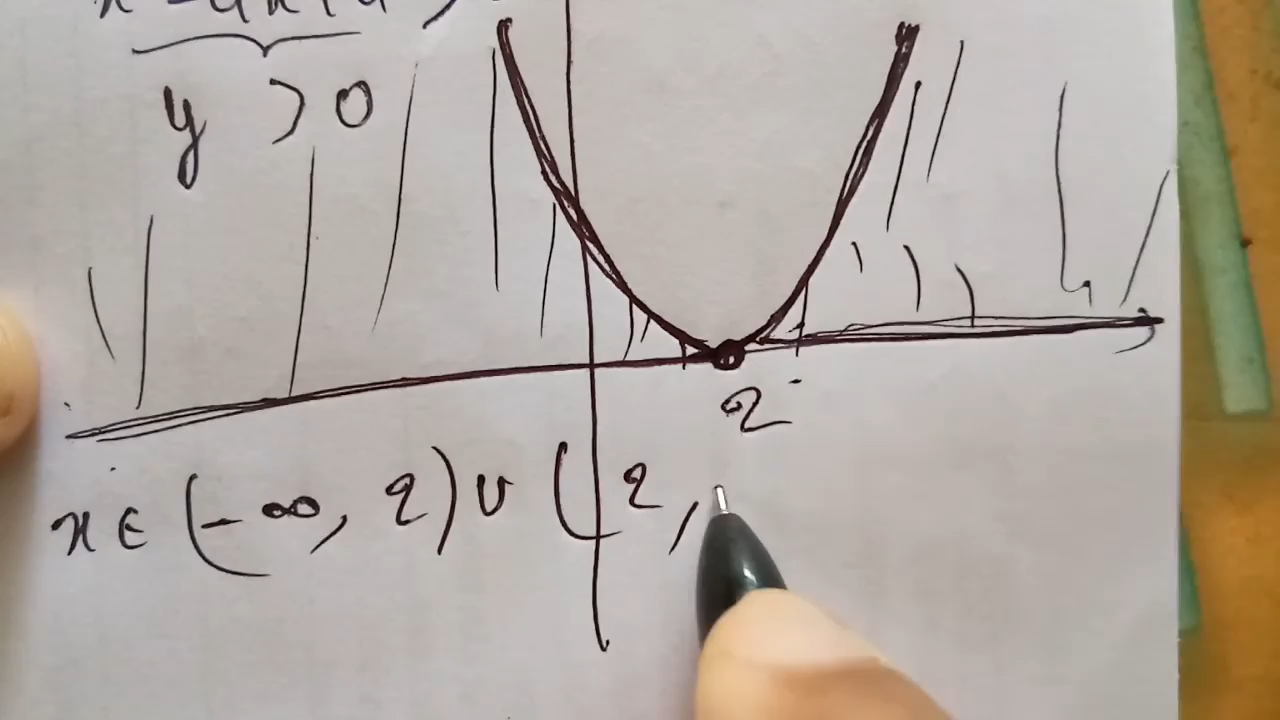 y > 0
2
x ∈ (-∞, 2) ∪ (2,